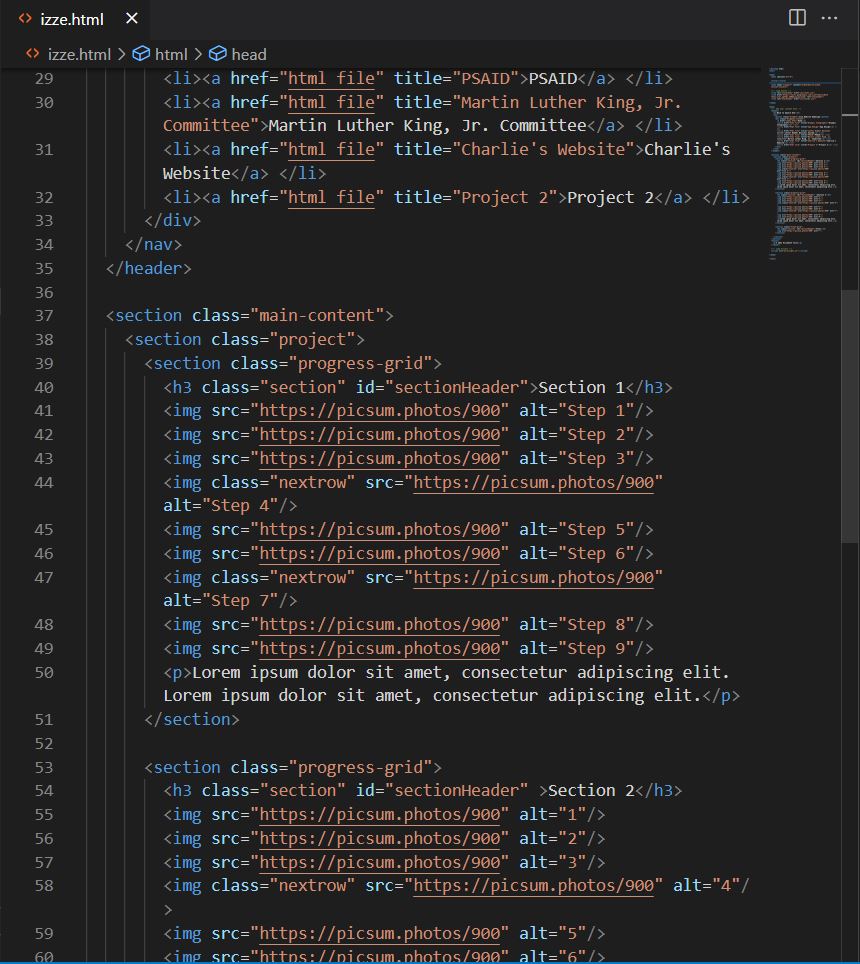 izze.html
izze.html > html > head
29 <li><a href="html file" title="PSAID">PSAID</a> </li>
30 <li><a href="html file" title="Martin Luther King, Jr.
Committee">Martin Luther King, Jr. Committee</a> </li>
31 <li><a href="html file" title="Charlie's Website">Charlie's
Website</a> </li>
32 <li><a href="html file" title="Project 2">Project 2</a> </li>
33 </div>
34 </nav>
35 </header>
36
37 <section class="main-content">
38 <section class="project">
39 <section class="progress-grid">
40 <h3 class="section" id="sectionHeader">Section 1</h3>
41 <img src="https://picsum.photos/900" alt="Step 1"/>
42 <img src="https://picsum.photos/900" alt="Step 2"/>
43 <img src="https://picsum.photos/900" alt="Step 3"/>
44 <img class="nextrow" src="https://picsum.photos/900"
alt="Step 4"/>
45 <img src="https://picsum.photos/900" alt="Step 5"/>
46 <img src="https://picsum.photos/900" alt="Step 6"/>
47 <img class="nextrow" src="https://picsum.photos/900"
alt="Step 7"/>
48 <img src="https://picsum.photos/900" alt="Step 8"/>
49 <img src="https://picsum.photos/900" alt="Step 9"/>
50 <p>Lorem ipsum dolor sit amet, consectetur adipiscing elit.
Lorem ipsum dolor sit amet, consectetur adipiscing elit.</p>
51 </section>
52
53 <section class="progress-grid">
54 <h3 class="section" id="sectionHeader" >Section 2</h3>
55 <img src="https://picsum.photos/900" alt="1"/>
56 <img src="https://picsum.photos/900" alt="2"/>
57 <img src="https://picsum.photos/900" alt="3"/>
58 <img class="nextrow" src="https://picsum.photos/900" alt="4"/
>
59 <img src="https://picsum.photos/900" alt="5"/>
60 <img src="https://picsum.photos/900" alt="6"/>